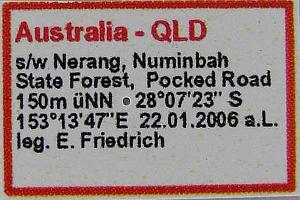 Australia - QLD
s/w Nerang, Numinbah
State Forest, Pocked Road
150m üNN 28°07'23" S
153°13'47"E 22.01.2006 a.L.
leg. E. Friedrich